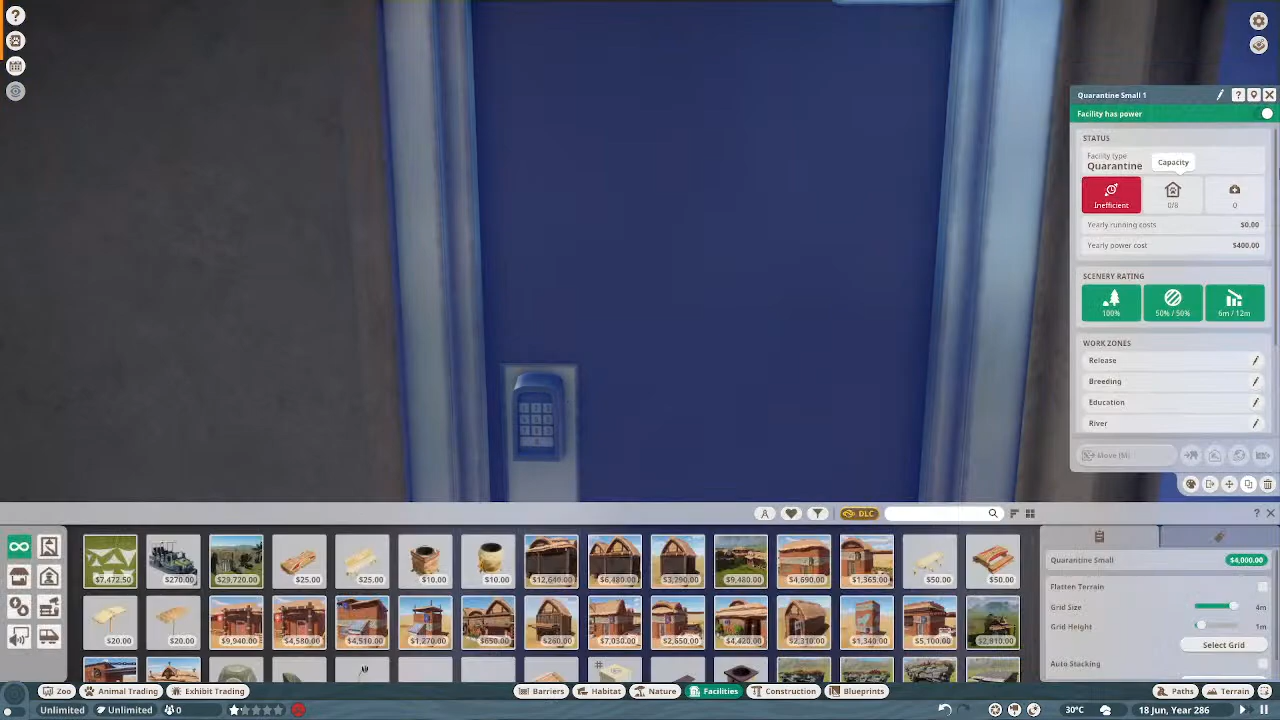 Quarantine Small 1
Facility has power
STATUS
Facility type
Quarantine
Capacity
Inefficient
0/8
0
Yearly running costs
$0.00
Yearly power cost
$400.00
SCENERY RATING
100%
50% / 50%
6m / 12m
WORK ZONES
Release
Breeding
Education
River
Move (M)
DLC
$7,472.50
$270.00
$29,720.00
$25.00
$25.00
$10.00
$10.00
$12,640.00
$6,480.00
$3,290.00
$9,480.00
$4,690.00
$1,365.00
$50.00
$50.00
$20.00
$20.00
$9,940.00
$4,580.00
$4,510.00
$1,270.00
$650.00
$260.00
$7,030.00
$2,650.00
$4,420.00
$2,310.00
$1,340.00
$5,100.00
$2,810.00
Quarantine Small
$4,000.00
Flatten Terrain
Grid Size
4m
Grid Height
1m
Select Grid
Auto Stacking
Zoo
Animal Trading
Exhibit Trading
Barriers
Habitat
Nature
Facilities
Construction
Blueprints
Paths
Terrain
Unlimited
Unlimited
0
30°C
18 Jun, Year 286